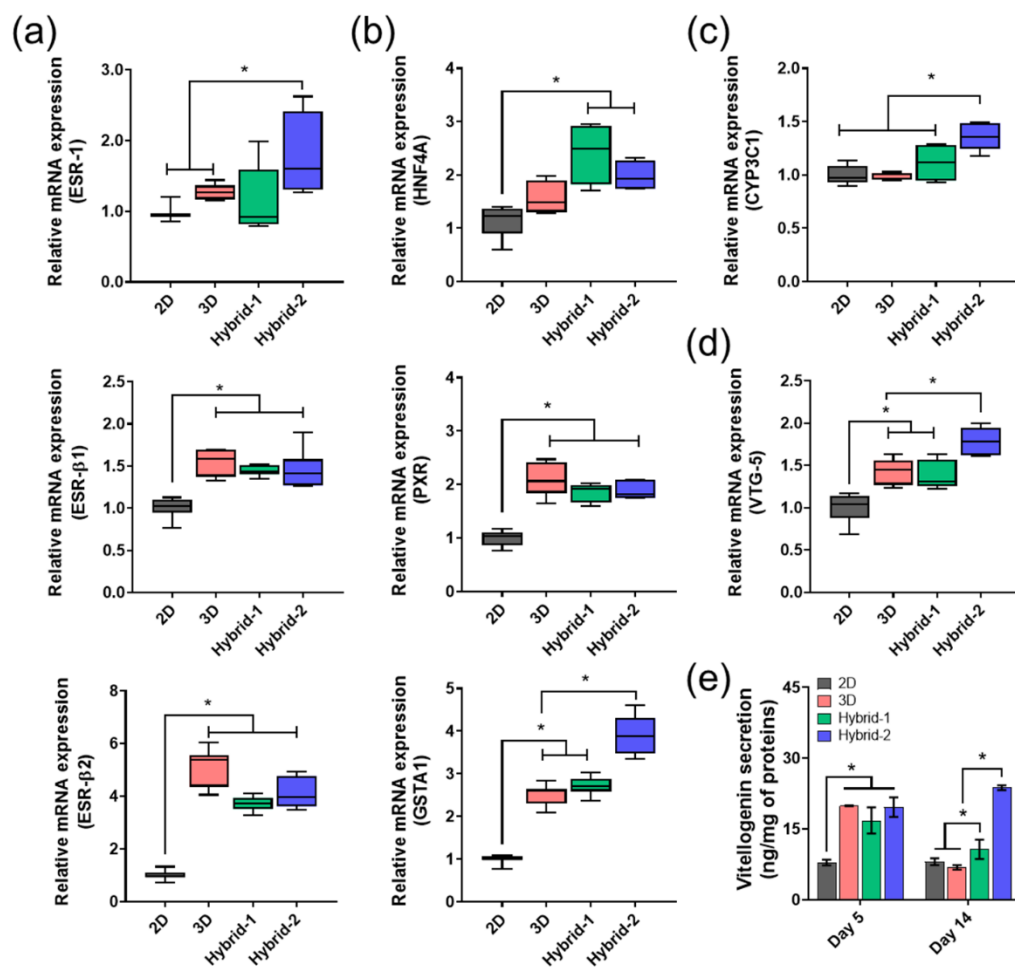 (a)
Relative mRNA expression
(ESR-1)
3.0
2.0
1.0
0.0
*
2D
3D
Hybrid-1
Hybrid-2
(b)
Relative mRNA expression
(HNF4A)
4
3
2
1
0
*
2D
3D
Hybrid-1
Hybrid-2
(c)
Relative mRNA expression
(CYP3C1)
2.0
1.5
1.0
0.5
0.0
*
2D
3D
Hybrid-1
Hybrid-2
Relative mRNA expression
(ESR-β1)
2.5
2.0
1.5
1.0
0.5
0.0
*
2D
3D
Hybrid-1
Hybrid-2
Relative mRNA expression
(PXR)
4
3
2
1
0
*
2D
3D
Hybrid-1
Hybrid-2
(d)
Relative mRNA expression
(VTG-5)
2.5
2.0
1.5
1.0
0.5
0.0
*
*
2D
3D
Hybrid-1
Hybrid-2
Relative mRNA expression
(ESR-β2)
8
6
4
2
0
*
2D
3D
Hybrid-1
Hybrid-2
Relative mRNA expression
(GSTA1)
5
4
3
2
1
0
*
*
2D
3D
Hybrid-1
Hybrid-2
(e)
Vitellogenin secretion
(ng/mg of proteins)
45
30
15
0
2D
3D
Hybrid-1
Hybrid-2
*
*
*
Day 5
Day 14